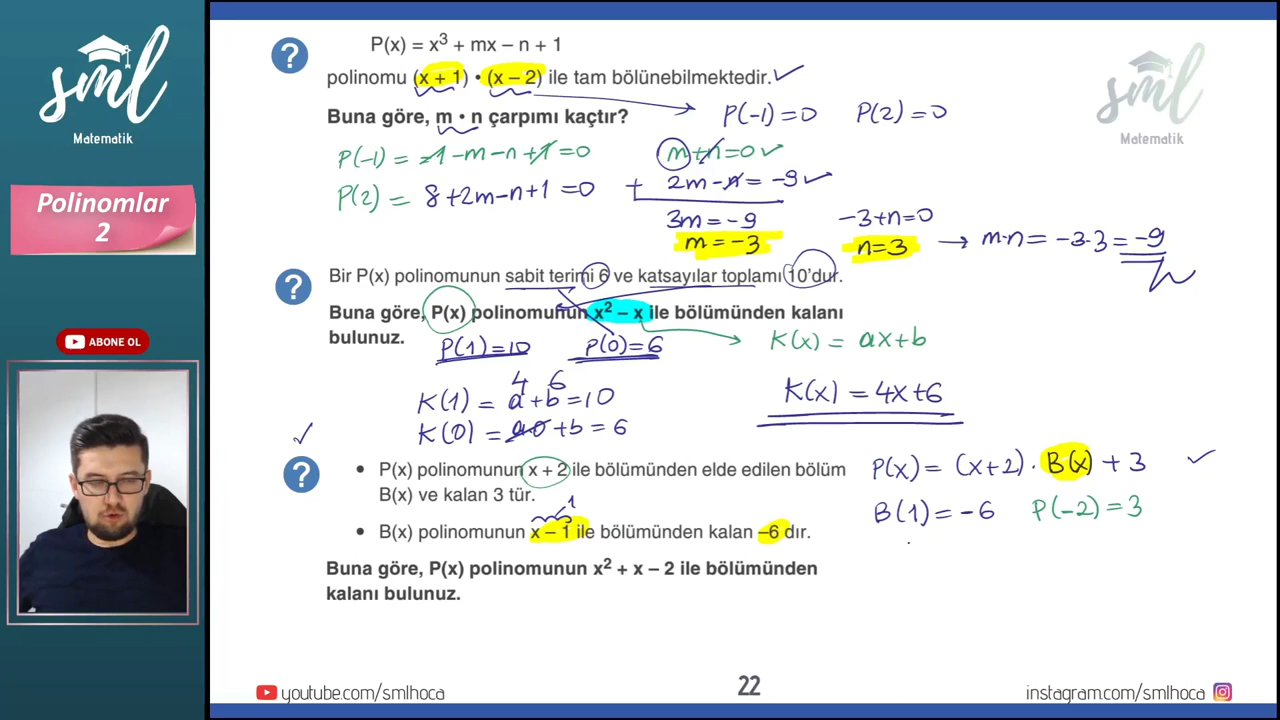 sml
Matematik
Polinomlar
2
ABONE OL
P(x) = x³ + mx – n + 1
polinomu (x + 1) • (x – 2) ile tam bölünebilmektedir.
Buna göre, m • n çarpımı kaçtır?
P(-1)=0 P(2)=0
P(-1) = -1-m-n+1=0
m+n=0
P(2) = 8+2m-n+1=0
+ 2m-n = -9
3m=-9
m=-3
-3+n=0
n=3
→ m·n = -3·3 = -9
Bir P(x) polinomunun sabit terimi 6 ve katsayılar toplamı 10'dur.
Buna göre, P(x) polinomunun x² – x ile bölümünden kalanı
bulunuz.
P(1)=10 P(0)=6
K(x) = ax+b
4 6
K(1) = a+b=10
K(0) = a·0+b=6
K(x) = 4x+6
• P(x) polinomunun x + 2 ile bölümünden elde edilen bölüm
B(x) ve kalan 3 tür.
1
• B(x) polinomunun x – 1 ile bölümünden kalan –6 dır.
Buna göre, P(x) polinomunun x² + x – 2 ile bölümünden
kalanı bulunuz.
P(x) = (x+2)·B(x)+3
B(1)=-6 P(-2)=3
sml
Matematik
youtube.com/smlhoca
22
instagram.com/smlhoca